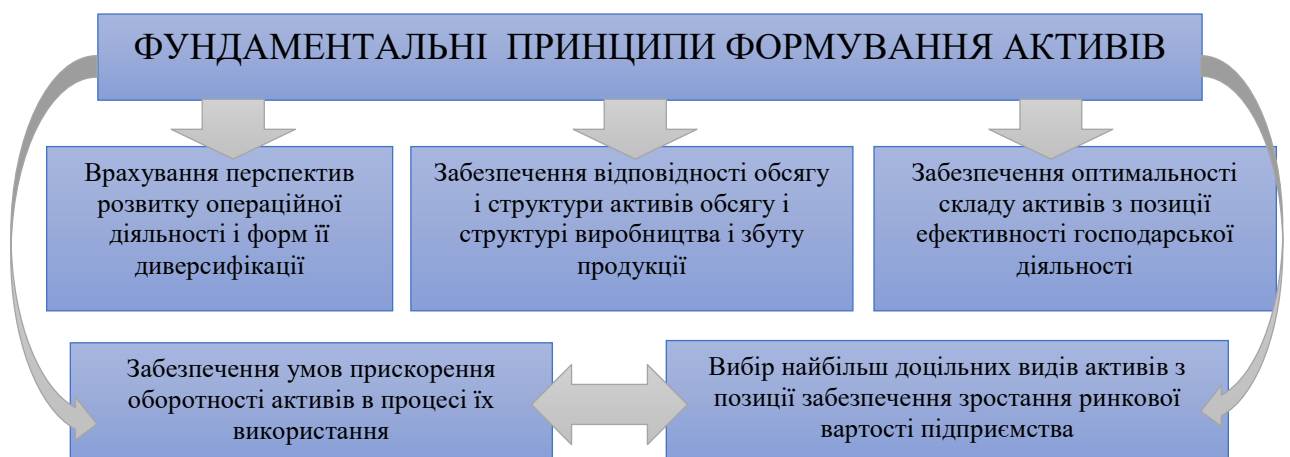 ФУНДАМЕНТАЛЬНІ ПРИНЦИПИ ФОРМУВАННЯ АКТИВІВ
Врахування перспектив
розвитку операційної
діяльності і форм її
диверсифікації
Забезпечення відповідності обсягу
і структури активів обсягу і
структурі виробництва і збуту
продукції
Забезпечення оптимальності
складу активів з позиції
ефективності господарської
діяльності
Забезпечення умов прискорення
оборотності активів в процесі їх
використання
Вибір найбільш доцільних видів активів з
позиції забезпечення зростання ринкової
вартості підприємства